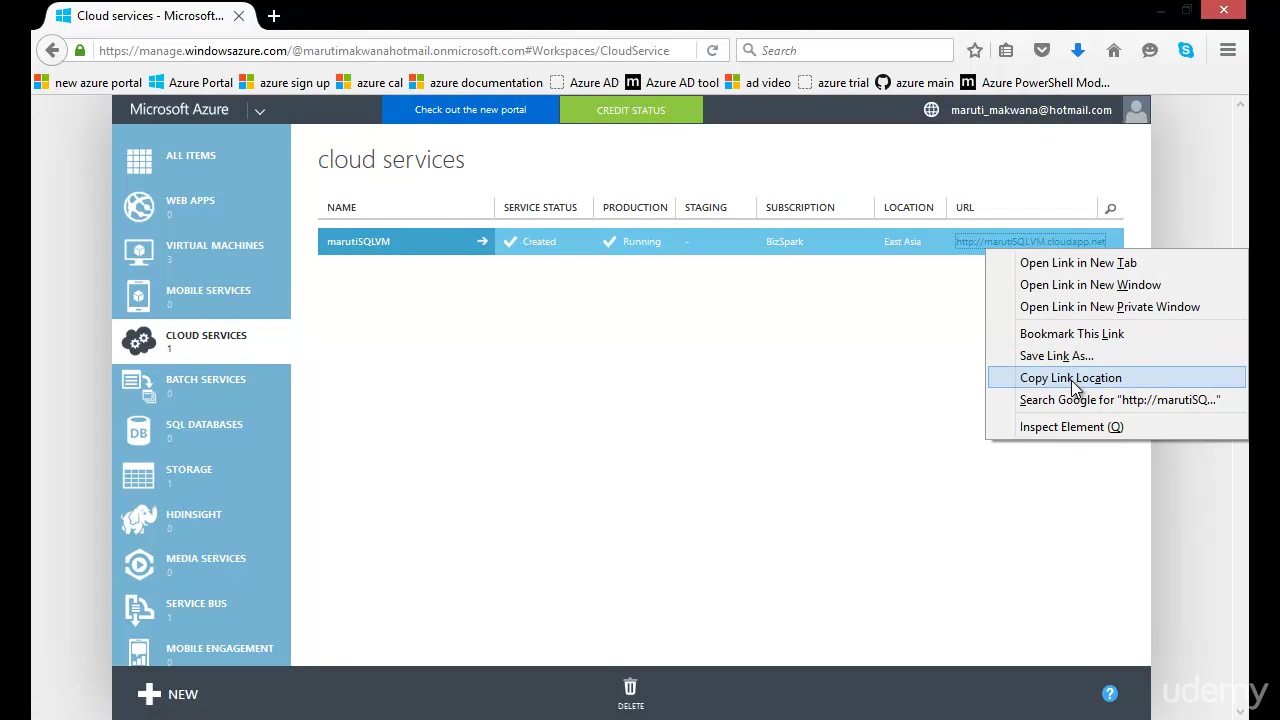 Cloud services - Microsoft...
https://manage.windowsazure.com/@marutimakwanahotmail.onmicrosoft.com#Workspaces/CloudService
Search
new azure portal
Azure Portal
azure sign up
azure cal
azure documentation
Azure AD
Azure AD tool
ad video
azure trial
azure main
Azure PowerShell Mod...
Microsoft Azure
Check out the new portal
CREDIT STATUS
maruti_makwana@hotmail.com
ALL ITEMS
WEB APPS
0
VIRTUAL MACHINES
3
MOBILE SERVICES
0
CLOUD SERVICES
1
BATCH SERVICES
0
SQL DATABASES
0
STORAGE
1
HDINSIGHT
0
MEDIA SERVICES
0
SERVICE BUS
1
MOBILE ENGAGEMENT
0
cloud services
NAME SERVICE STATUS PRODUCTION STAGING SUBSCRIPTION LOCATION URL
marutiSQLVM Created Running - BizSpark East Asia http://marutiSQLVM.cloudapp.net
Open Link in New Tab
Open Link in New Window
Open Link in New Private Window
Bookmark This Link
Save Link As...
Copy Link Location
Search Google for "http://marutiSQ..."
Inspect Element (Q)
NEW
DELETE
?
udemy